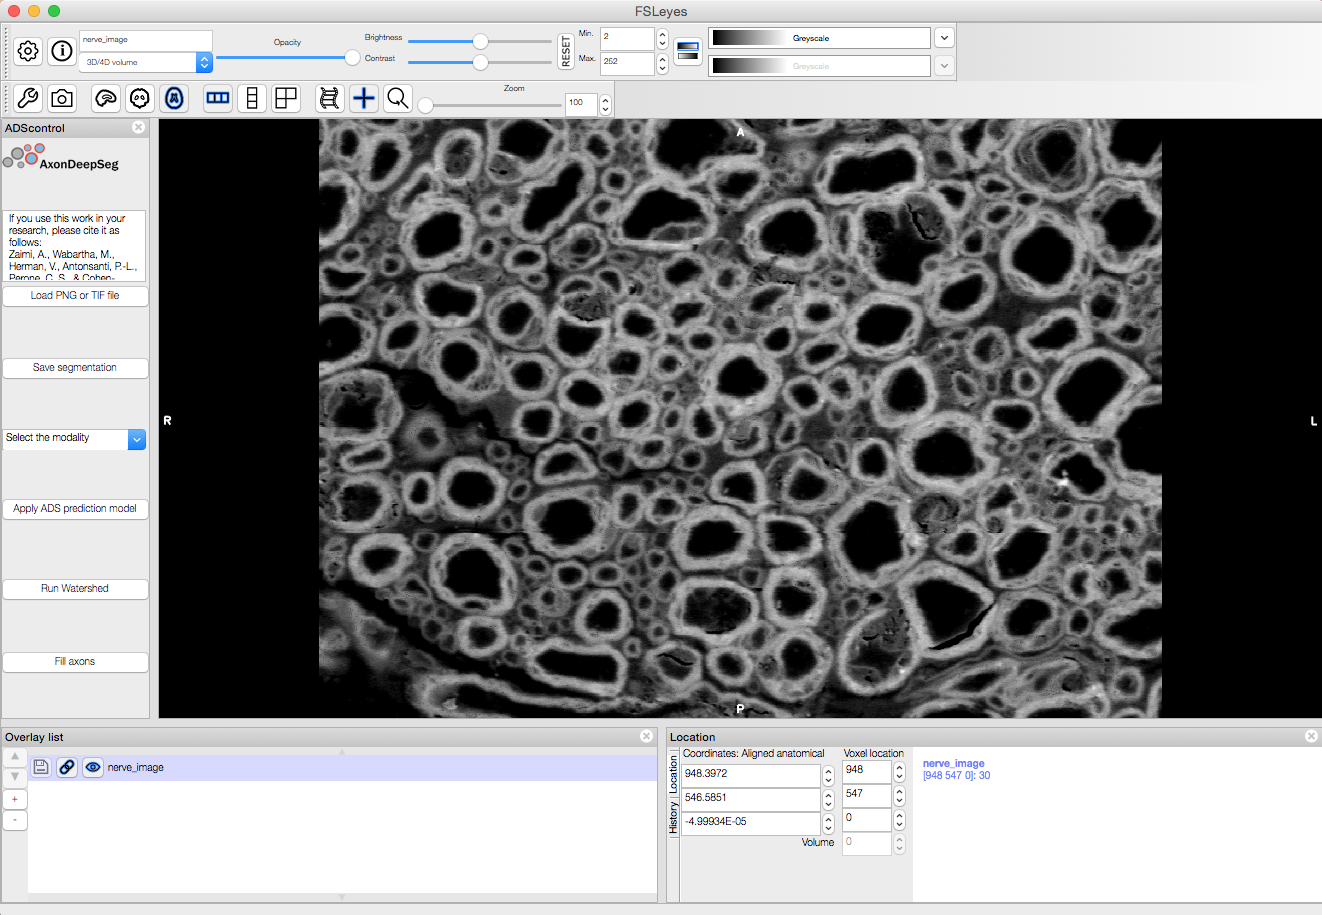 FSLeyes
nerve_image
3D/4D volume
Opacity
Brightness
Contrast
RESET
Min.
2
Max.
252
Greyscale
Greyscale
Zoom
100
ADScontrol
AxonDeepSeg
If you use this work in your
research, please cite it as
follows:
Zaimi, A., Wabartha, M.,
Herman, V., Antonsanti, P.-L.,
Perone, C. S., & Cohen-
Load PNG or TIF file
Save segmentation
Select the modality
Apply ADS prediction model
Run Watershed
Fill axons
A
R
L
P
Overlay list
nerve_image
+
-
Location
Location
History
Coordinates: Aligned anatomical
948.3972
546.5851
-4.99934E-05
Volume
Voxel location
948
547
0
0
nerve_image
[948 547 0]: 30